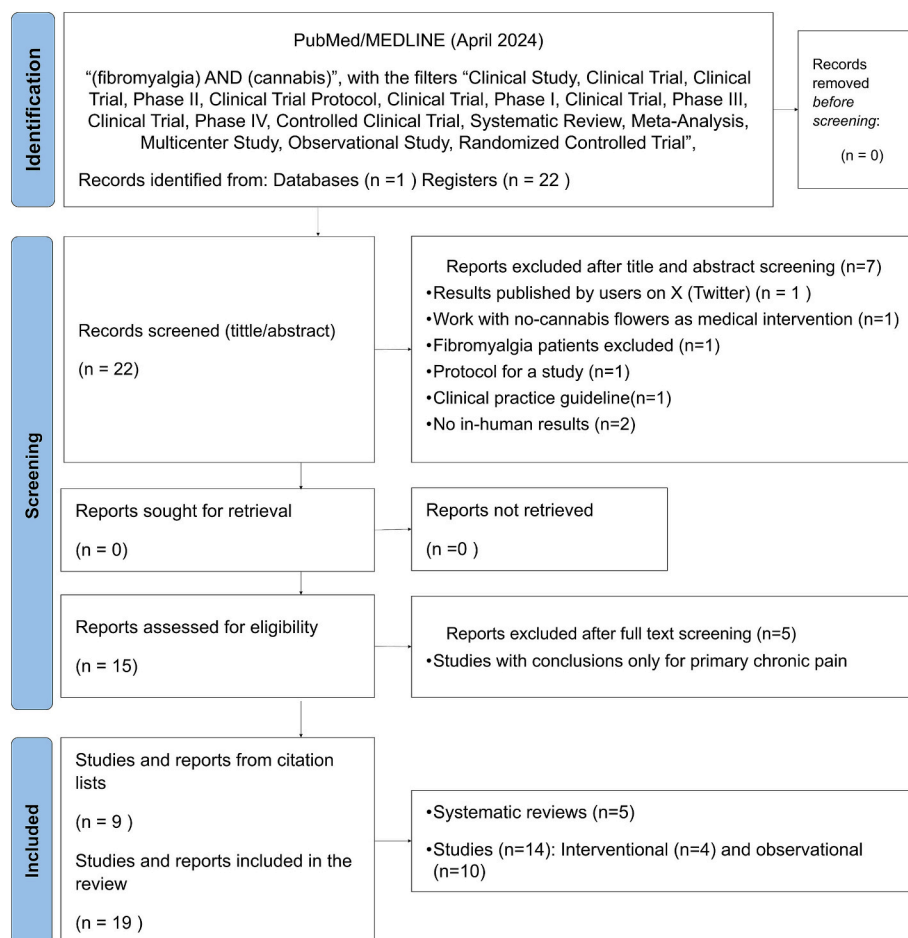 Identification
PubMed/MEDLINE (April 2024)
“(fibromyalgia) AND (cannabis)”, with the filters “Clinical Study, Clinical Trial, Clinical
Trial, Phase II, Clinical Trial Protocol, Clinical Trial, Phase I, Clinical Trial, Phase III,
Clinical Trial, Phase IV, Controlled Clinical Trial, Systematic Review, Meta-Analysis,
Multicenter Study, Observational Study, Randomized Controlled Trial”,
Records identified from: Databases (n =1 ) Registers (n = 22 )
Records
removed
before
screening:
(n = 0)
Screening
Records screened (tittle/abstract)
(n = 22)
Reports excluded after title and abstract screening (n=7)
•Results published by users on X (Twitter) (n = 1 )
•Work with no-cannabis flowers as medical intervention (n=1)
•Fibromyalgia patients excluded (n=1)
•Protocol for a study (n=1)
•Clinical practice guideline(n=1)
•No in-human results (n=2)
Reports sought for retrieval
(n = 0)
Reports not retrieved
(n =0 )
Reports assessed for eligibility
(n = 15)
Reports excluded after full text screening (n=5)
•Studies with conclusions only for primary chronic pain
Included
Studies and reports from citation
lists
(n = 9 )
Studies and reports included in the
review
(n = 19 )
•Systematic reviews (n=5)
•Studies (n=14): Interventional (n=4) and observational
(n=10)